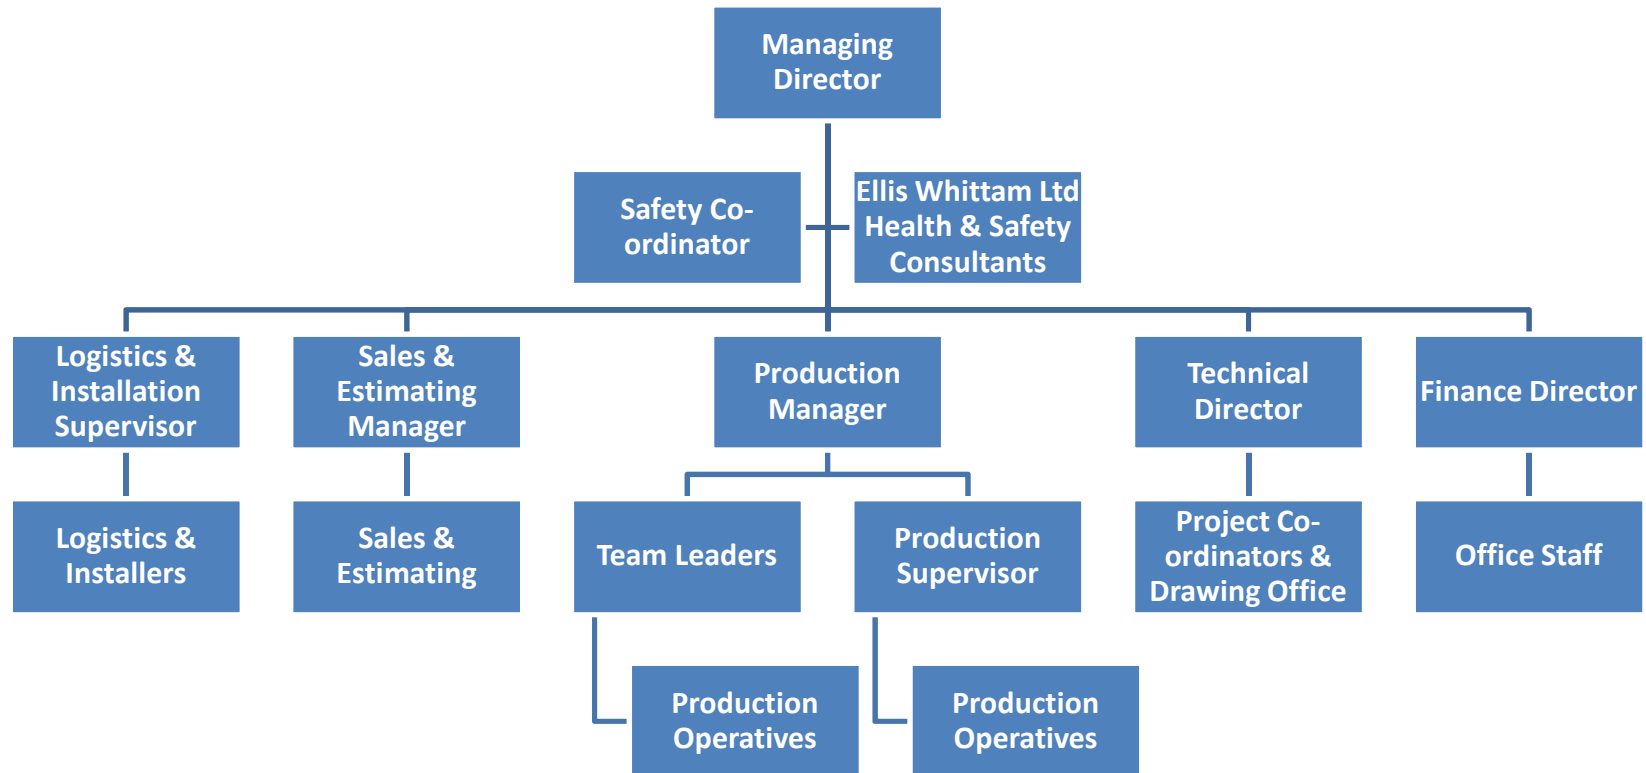 Managing
Director
Safety Co-
ordinator
Ellis Whittam Ltd
Health & Safety
Consultants
Logistics &
Installation
Supervisor
Sales &
Estimating
Manager
Production
Manager
Technical
Director
Finance Director
Logistics &
Installers
Sales &
Estimating
Team Leaders
Production
Supervisor
Project Co-
ordinators &
Drawing Office
Office Staff
Production
Operatives
Production
Operatives